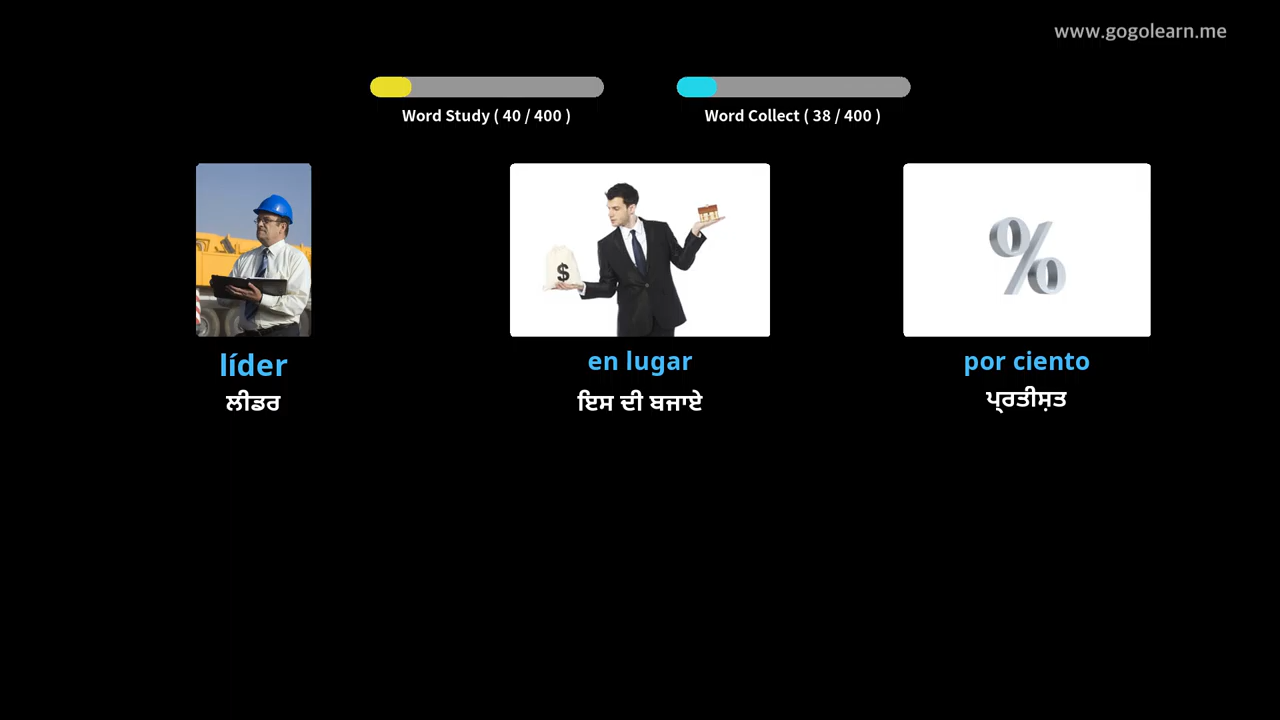 www.gogolearn.me
Word Study ( 40 / 400 )
Word Collect ( 38 / 400 )
$
%
líder
en lugar
por ciento
ਲੀਡਰ
ਇਸ ਦੀ ਬਜਾਏ
ਪ੍ਰਤੀਸ਼ਤ